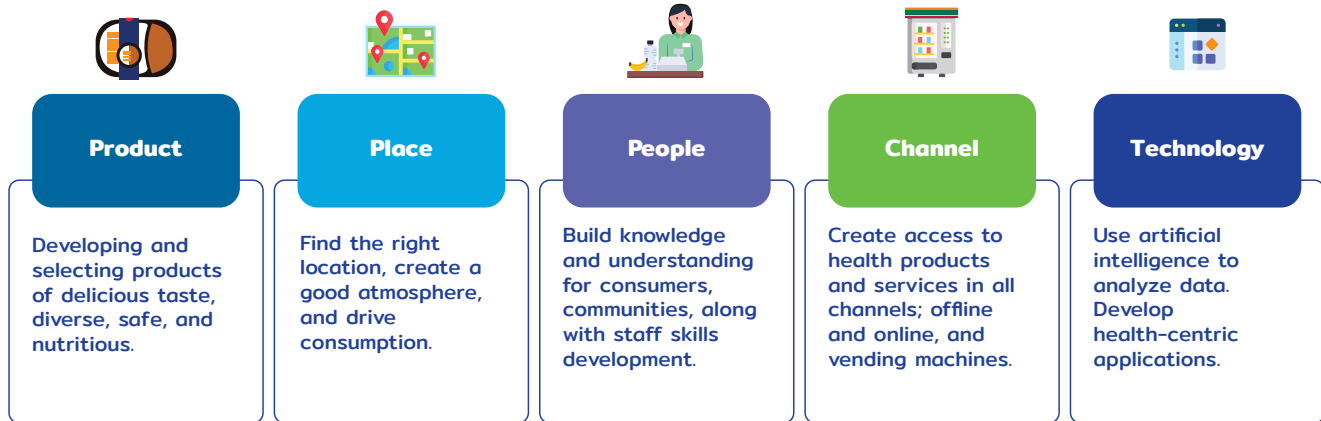 Product
Developing and
selecting products
of delicious taste,
diverse, safe, and
nutritious.
Place
Find the right
location, create a
good atmosphere,
and drive
consumption.
People
Build knowledge
and understanding
for consumers,
communities, along
with staff skills
development.
Channel
Create access to
health products
and services in all
channels; offline
and online, and
vending machines.
Technology
Use artificial
intelligence to
analyze data.
Develop
health-centric
applications.